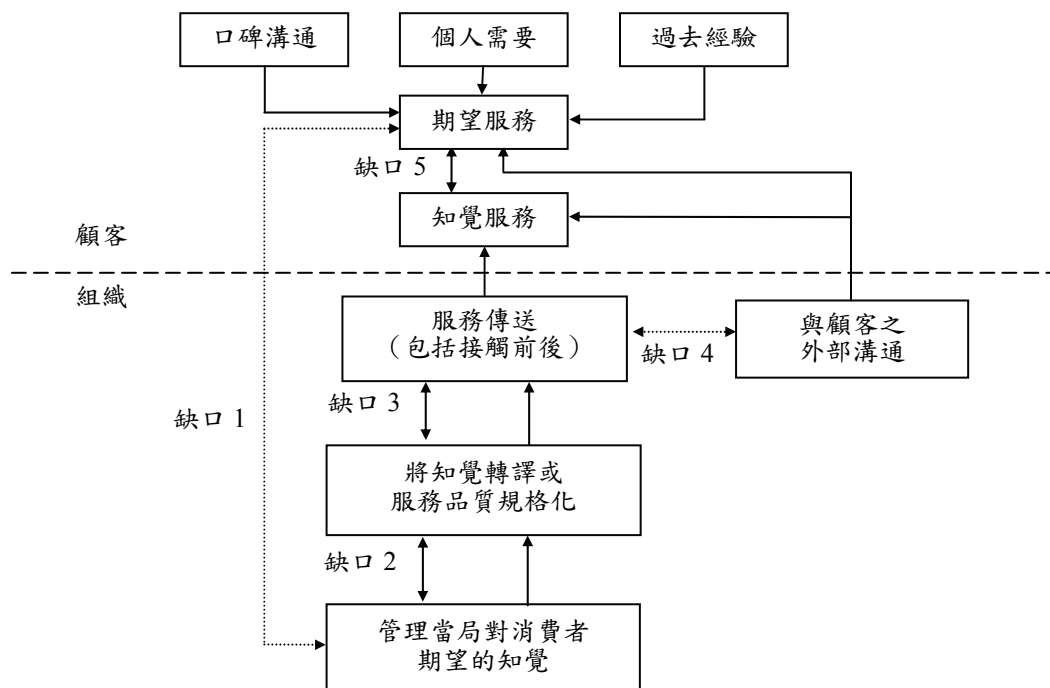 口碑溝通
個人需要
過去經驗
期望服務
缺口 5
知覺服務
顧客
組織
服務傳送
（包括接觸前後）
缺口 4
與顧客之
外部溝通
缺口 3
缺口 1
將知覺轉譯或
服務品質規格化
缺口 2
管理當局對消費者
期望的知覺